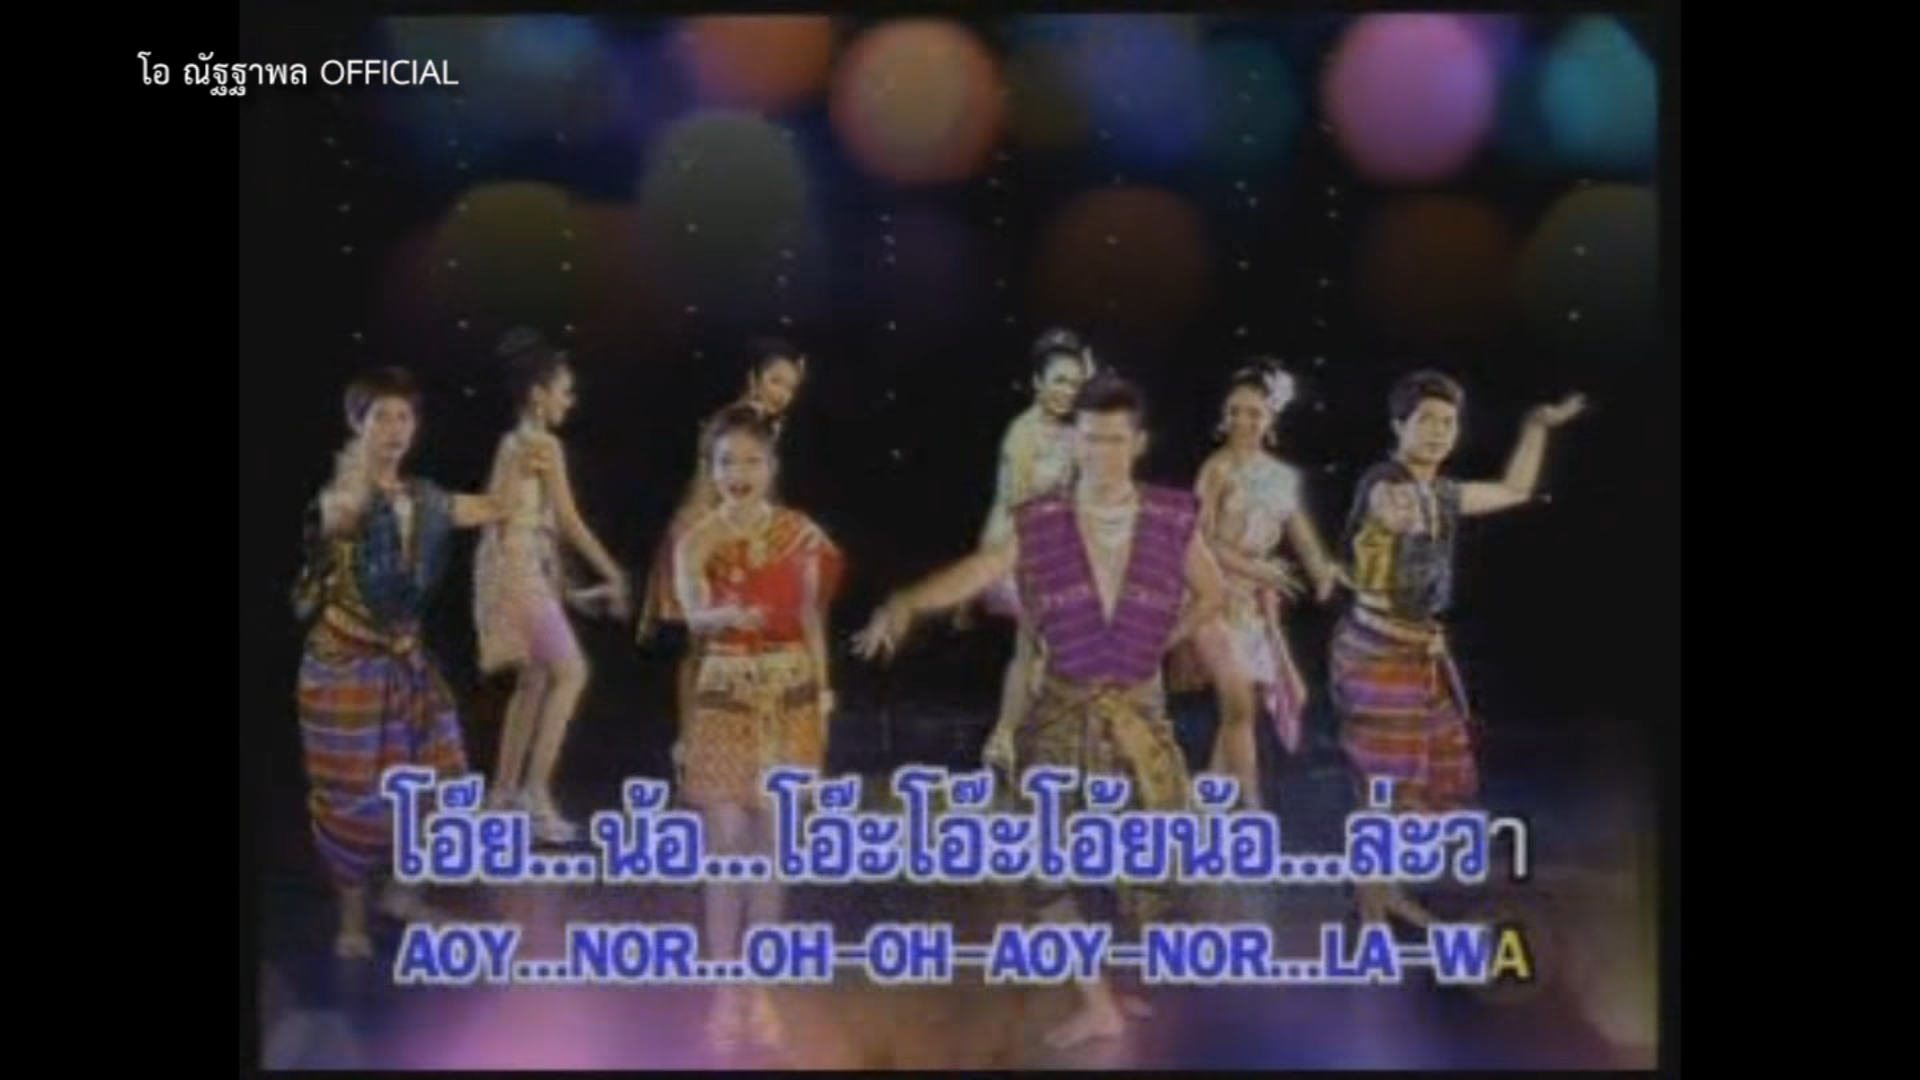 โอ ณัฐฐาพล OFFICIAL
โอ๊ย...น้อ...โอ๊ะโอ๊ะโอ้ยน้อ...ล่ะวา
AOY...NOR...OH-OH-AOY-NOR...LA-WA